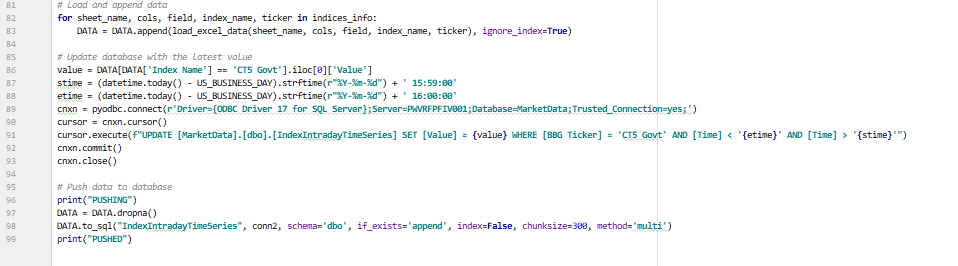 81 # Load and append data
82 for sheet_name, cols, field, index_name, ticker in indices_info:
83 DATA = DATA.append(load_excel_data(sheet_name, cols, field, index_name, ticker), ignore_index=True)
84
85 # Update database with the latest value
86 value = DATA[DATA['Index Name'] == 'CT5 Govt'].iloc[0]['Value']
87 stime = (datetime.today() - US_BUSINESS_DAY).strftime(r"%Y-%m-%d") + ' 15:59:00'
88 etime = (datetime.today() - US_BUSINESS_DAY).strftime(r"%Y-%m-%d") + ' 16:00:00'
89 cnxn = pyodbc.connect(r'Driver={ODBC Driver 17 for SQL Server};Server=PWVRFPFIV001;Database=MarketData;Trusted_Connection=yes;')
90 cursor = cnxn.cursor()
91 cursor.execute(f"UPDATE [MarketData].[dbo].[IndexIntradayTimeSeries] SET [Value] = {value} WHERE [BBG Ticker] = 'CT5 Govt' AND [Time] < '{etime}' AND [Time] > '{stime}'")
92 cnxn.commit()
93 cnxn.close()
94
95 # Push data to database
96 print("PUSHING")
97 DATA = DATA.dropna()
98 DATA.to_sql("IndexIntradayTimeSeries", conn2, schema='dbo', if_exists='append', index=False, chunksize=300, method='multi')
99 print("PUSHED")